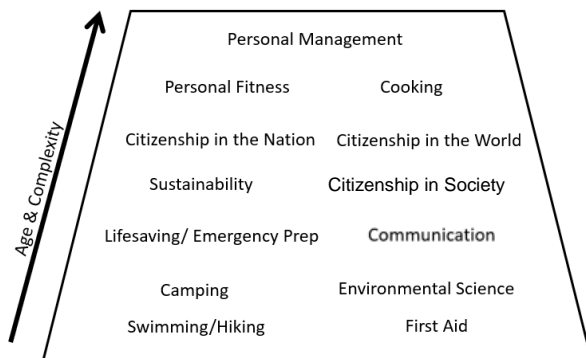 Personal Management
Personal Fitness Cooking
Citizenship in the Nation Citizenship in the World
Sustainability Citizenship in Society
Lifesaving/ Emergency Prep Communication
Camping Environmental Science
Swimming/Hiking First Aid
Age & Complexity